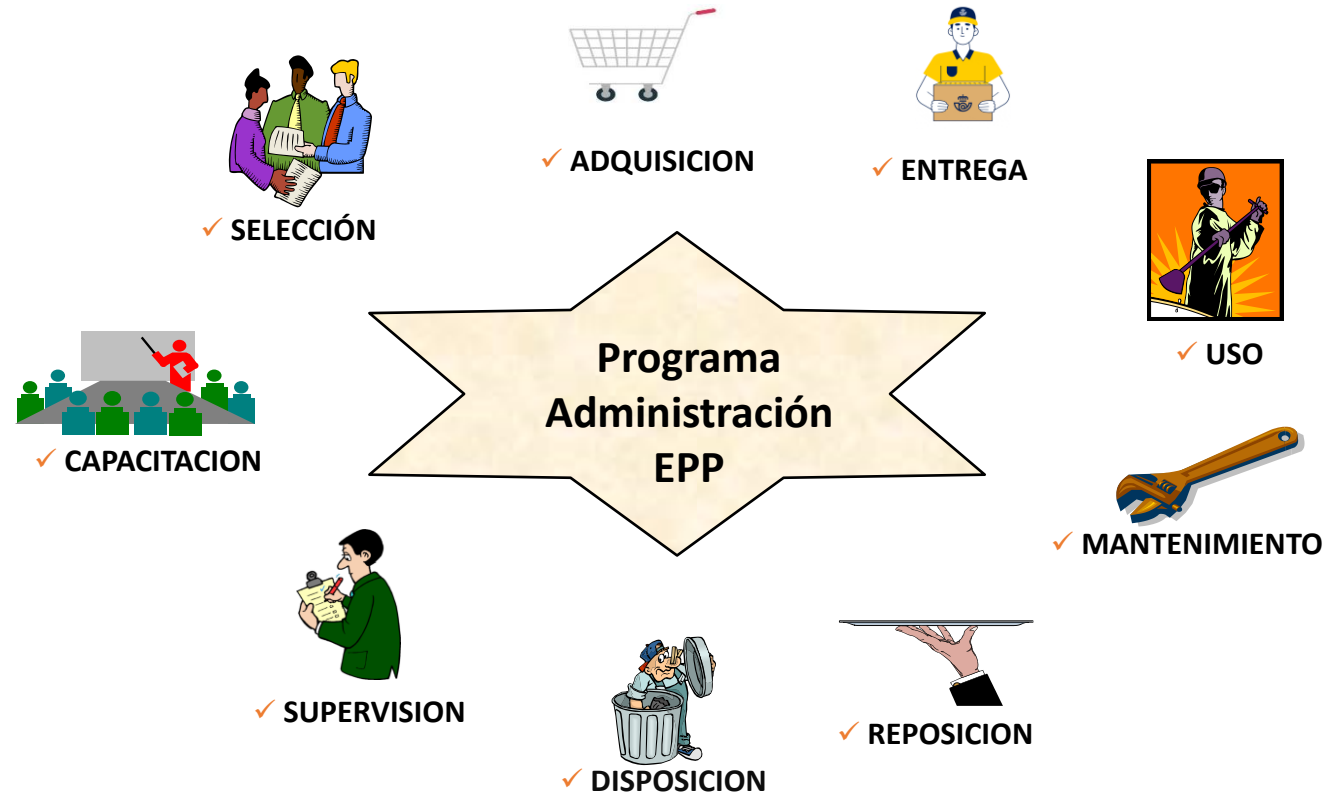 ✓ ADQUISICION
✓ ENTREGA
✓ SELECCIÓN
✓ USO
Programa
Administración
EPP
✓ CAPACITACION
✓ MANTENIMIENTO
✓ SUPERVISION
✓ REPOSICION
✓ DISPOSICION